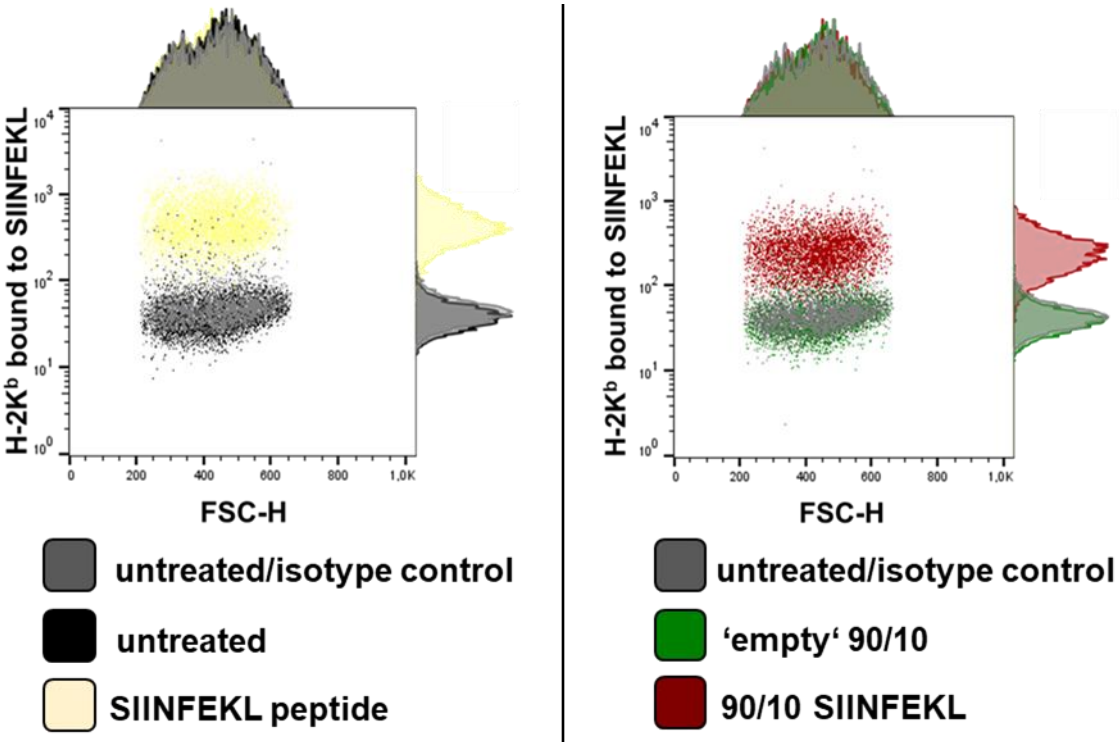 H-2Kᵇ bound to SIINFEKL
10⁴
10³
10²
10¹
10⁰
0 200 400 600 800 1,0K
FSC-H
untreated/isotype control
untreated
SIINFEKL peptide
H-2Kᵇ bound to SIINFEKL
10⁴
10³
10²
10¹
10⁰
0 200 400 600 800 1,0K
FSC-H
untreated/isotype control
‘empty‘ 90/10
90/10 SIINFEKL